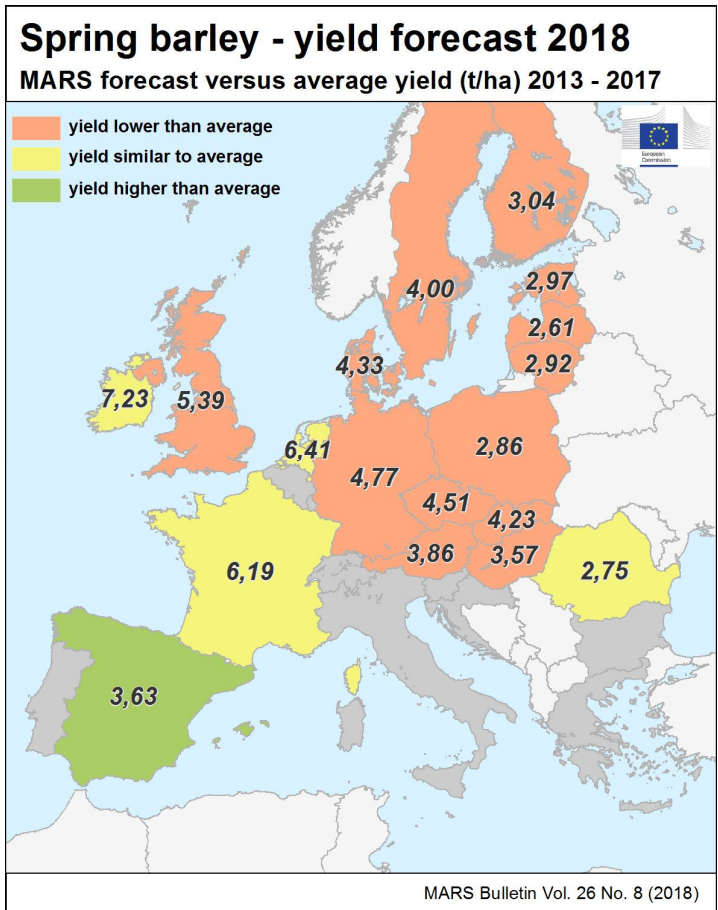 Spring barley - yield forecast 2018
MARS forecast versus average yield (t/ha) 2013 - 2017
yield lower than average
yield similar to average
yield higher than average
European
Commission
3,04
4,00
2,97
2,61
2,92
4,33
7,23
5,39
6,41
4,77
2,86
4,51
4,23
3,86
3,57
6,19
2,75
3,63
MARS Bulletin Vol. 26 No. 8 (2018)